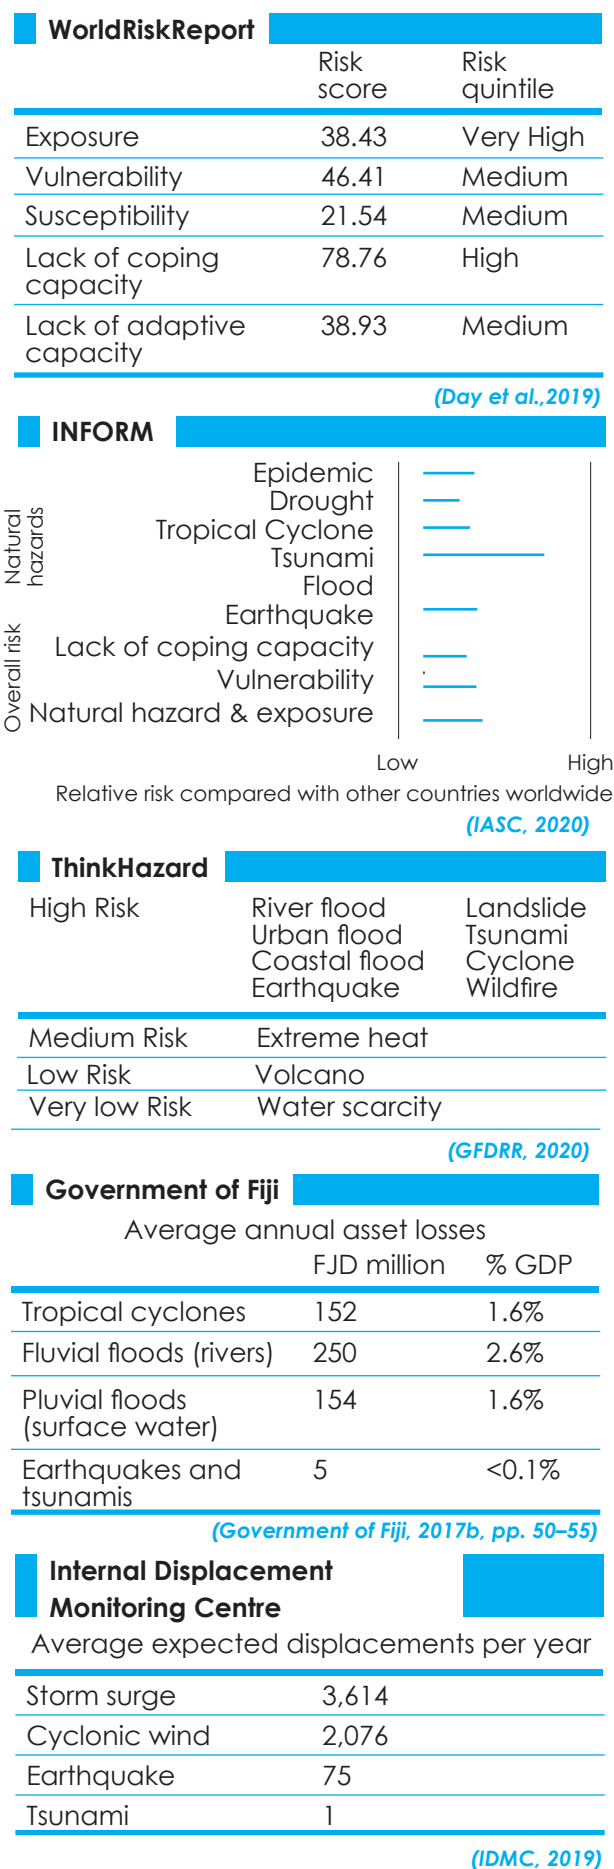 WorldRiskReport
Risk score Risk quintile
Exposure 38.43 Very High
Vulnerability 46.41 Medium
Susceptibility 21.54 Medium
Lack of coping capacity 78.76 High
Lack of adaptive capacity 38.93 Medium
(Day et al.,2019)
INFORM
Natural hazards
Epidemic
Drought
Tropical Cyclone
Tsunami
Flood
Earthquake
Overall risk
Lack of coping capacity
Vulnerability
Natural hazard & exposure
Low High
Relative risk compared with other countries worldwide
(IASC, 2020)
ThinkHazard
High Risk River flood Landslide
Urban flood Tsunami
Coastal flood Cyclone
Earthquake Wildfire
Medium Risk Extreme heat
Low Risk Volcano
Very low Risk Water scarcity
(GFDRR, 2020)
Government of Fiji
Average annual asset losses
FJD million % GDP
Tropical cyclones 152 1.6%
Fluvial floods (rivers) 250 2.6%
Pluvial floods 154 1.6%
(surface water)
Earthquakes and 5 <0.1%
tsunamis
(Government of Fiji, 2017b, pp. 50–55)
Internal Displacement
Monitoring Centre
Average expected displacements per year
Storm surge 3,614
Cyclonic wind 2,076
Earthquake 75
Tsunami 1
(IDMC, 2019)